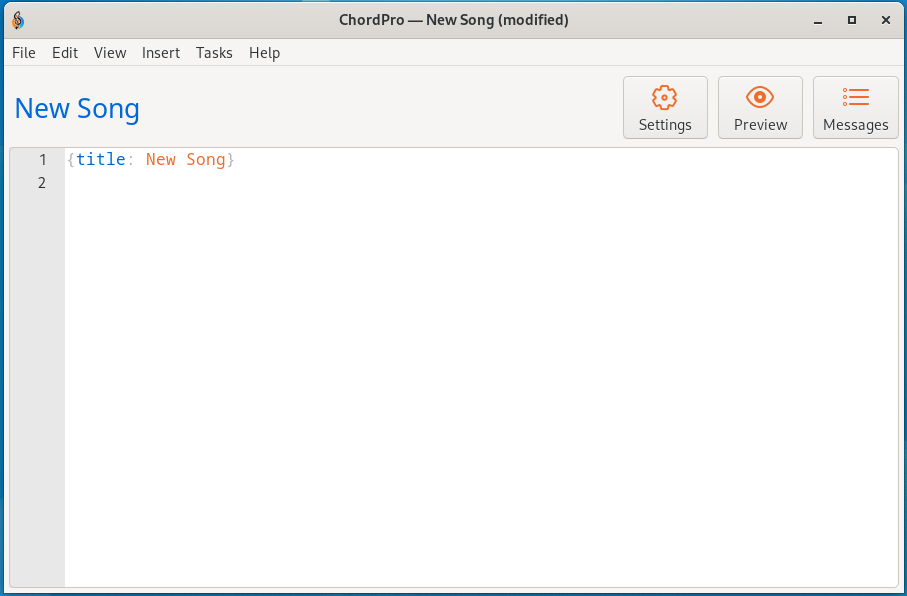 ChordPro — New Song (modified)
File Edit View Insert Tasks Help
New Song
Settings Preview Messages
1 {title: New Song}
2